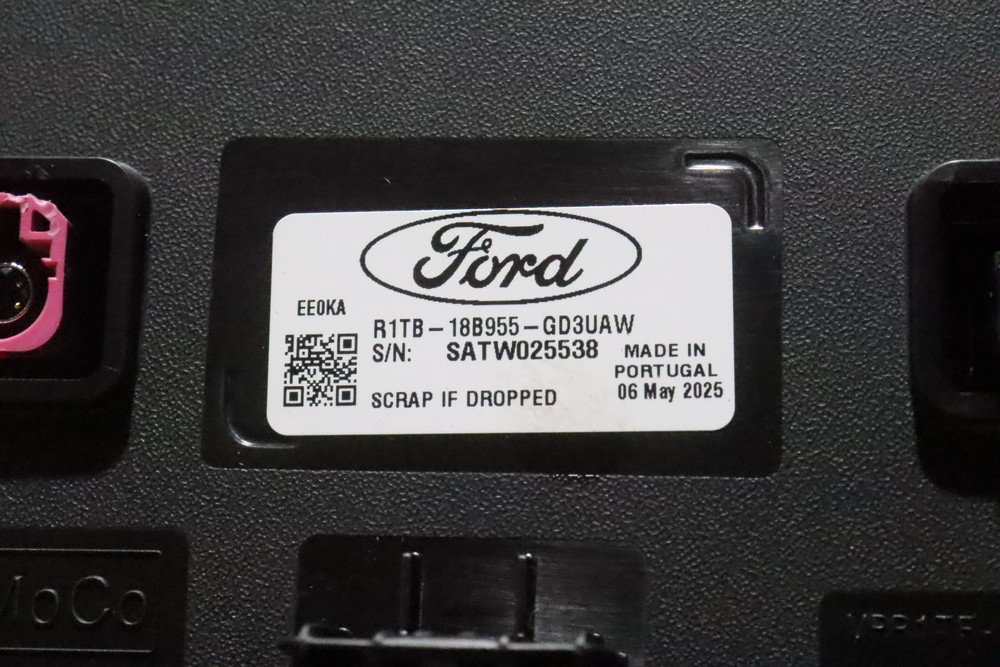 Ford
EE0KA
R1TB-18B955-GD3UAW
S/N: SATW025538
MADE IN
PORTUGAL
SCRAP IF DROPPED
06 May 2025
MoCo